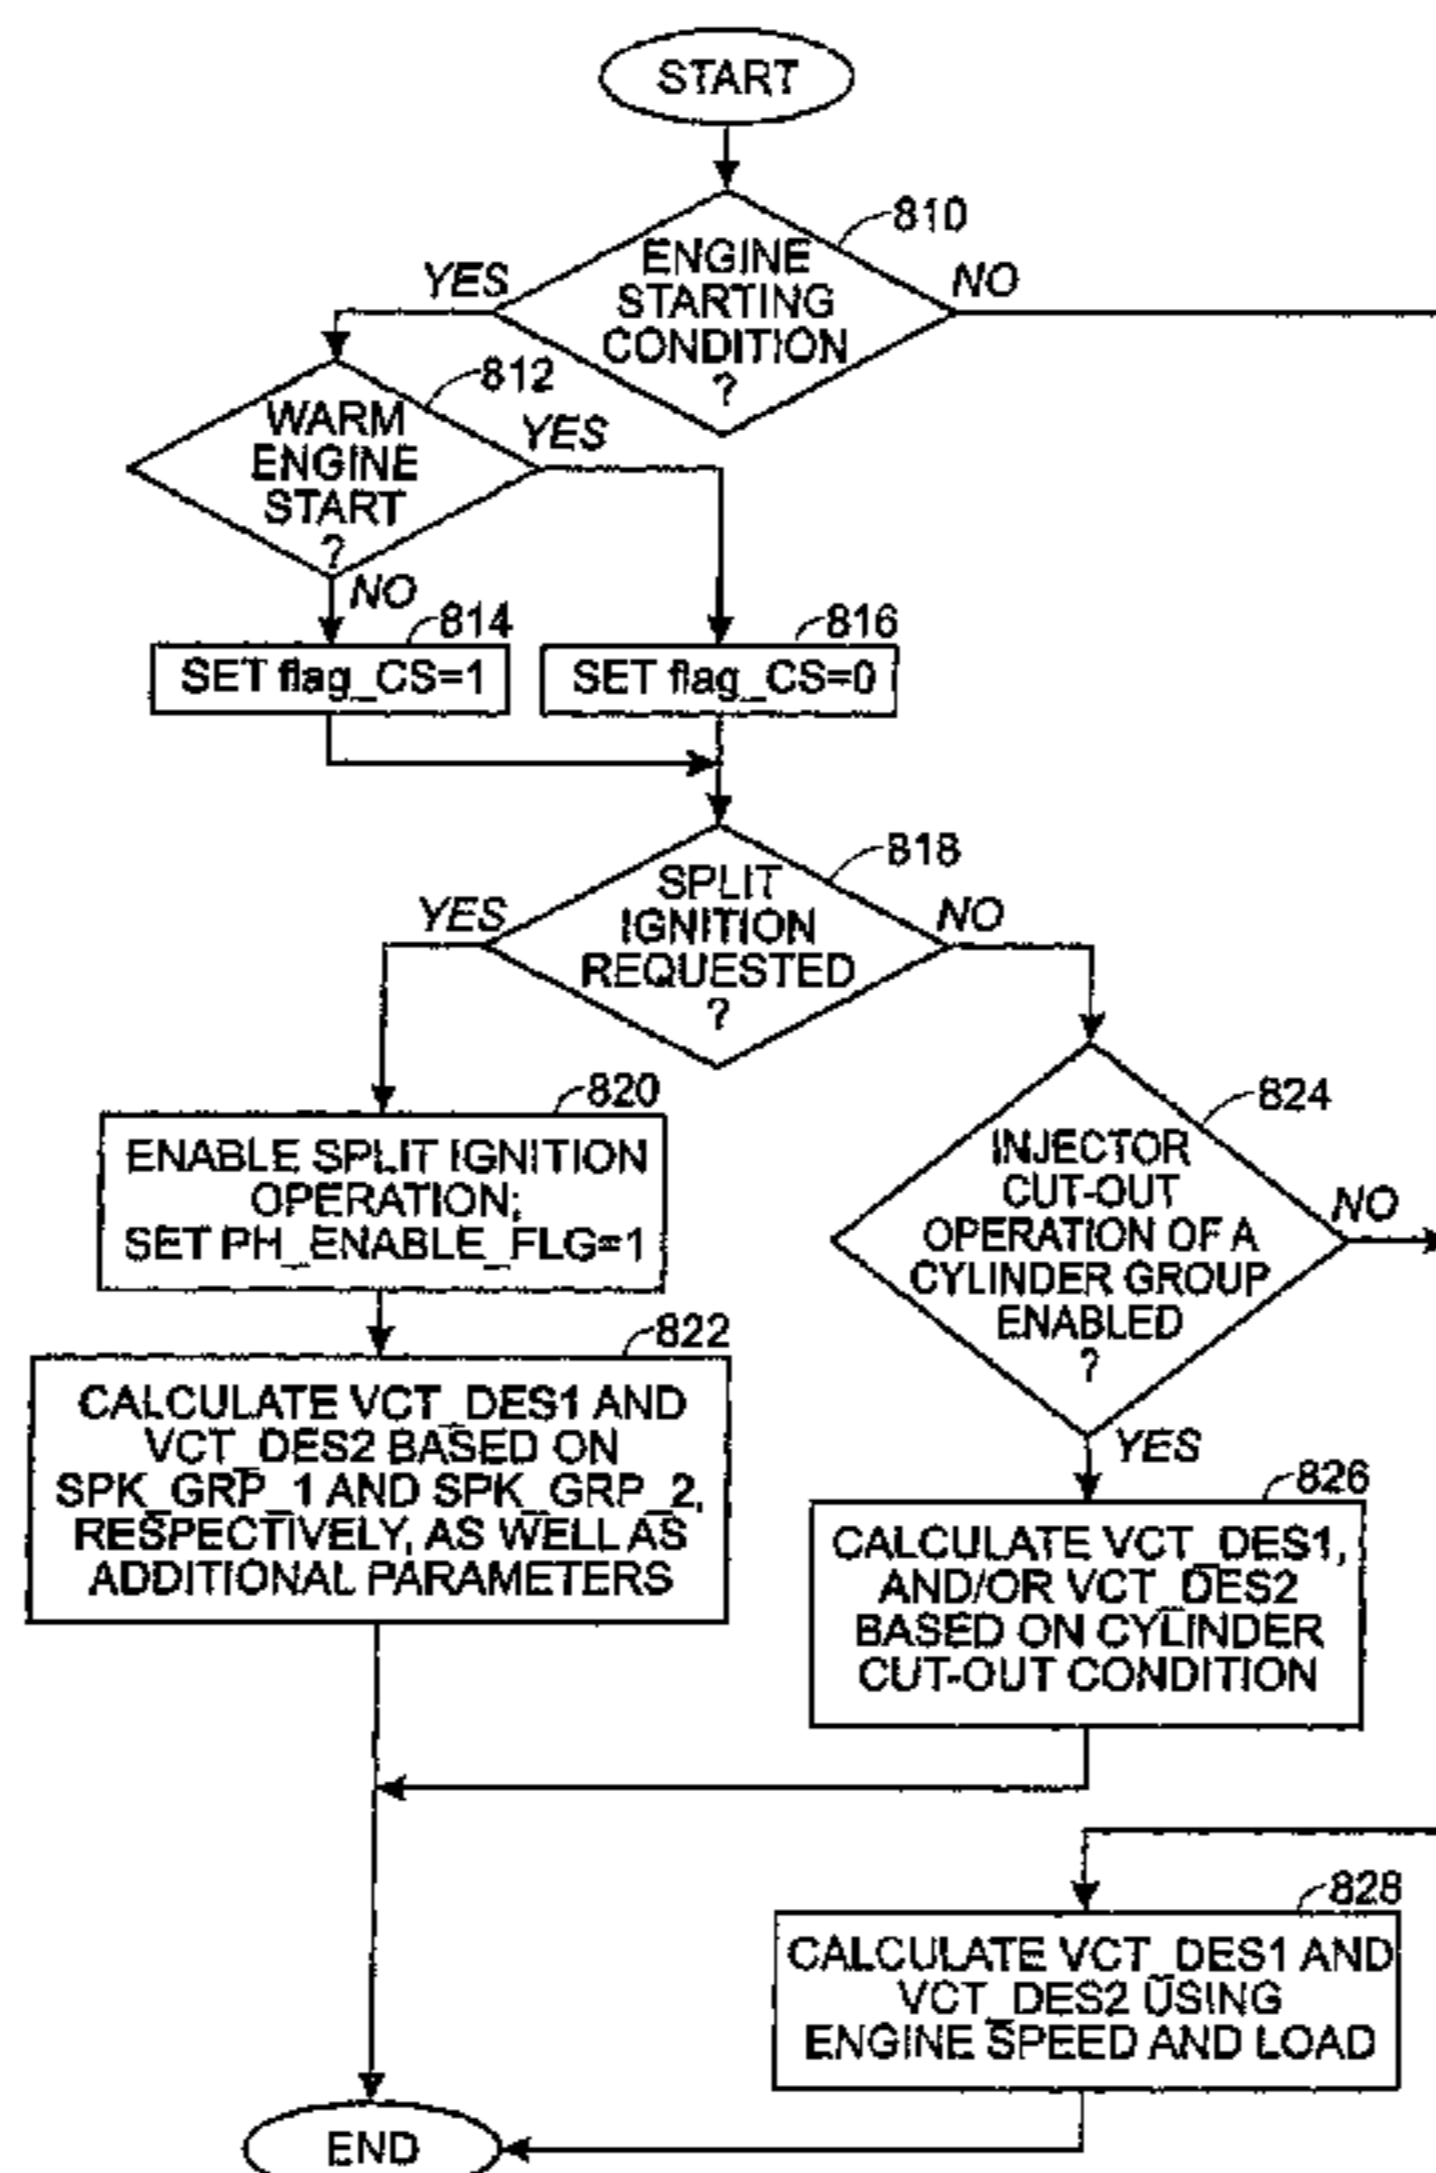 START
810
ENGINE
STARTING
CONDITION
?
YES
NO
812
WARM
ENGINE
START
?
YES
NO
814
SET flag_CS=1
816
SET flag_CS=0
818
SPLIT
IGNITION
REQUESTED
?
YES
NO
820
ENABLE SPLIT IGNITION
OPERATION;
SET PH_ENABLE_FLG=1
824
INJECTOR
CUT-OUT
OPERATION OF A
CYLINDER GROUP
ENABLED
?
NO
YES
822
CALCULATE VCT_DES1 AND
VCT_DES2 BASED ON
SPK_GRP_1 AND SPK_GRP_2,
RESPECTIVELY, AS WELL AS
ADDITIONAL PARAMETERS
826
CALCULATE VCT_DES1,
AND/OR VCT_DES2
BASED ON CYLINDER
CUT-OUT CONDITION
828
CALCULATE VCT_DES1 AND
VCT_DES2 USING
ENGINE SPEED AND LOAD
END